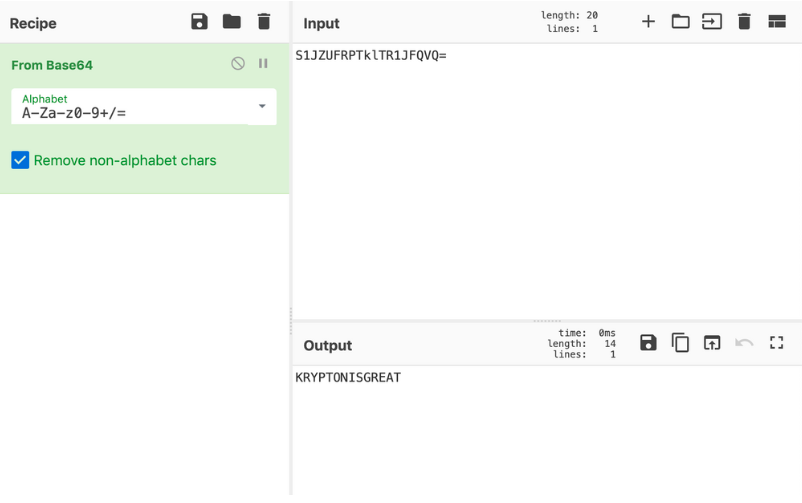 Recipe
From Base64
Alphabet
A-Za-z0-9+/=
Remove non-alphabet chars
Input
length: 20
lines: 1
S1JZUFRPTklTR1JFQVQ=
Output
time: 0ms
length: 14
lines: 1
KRYPTONISGREAT